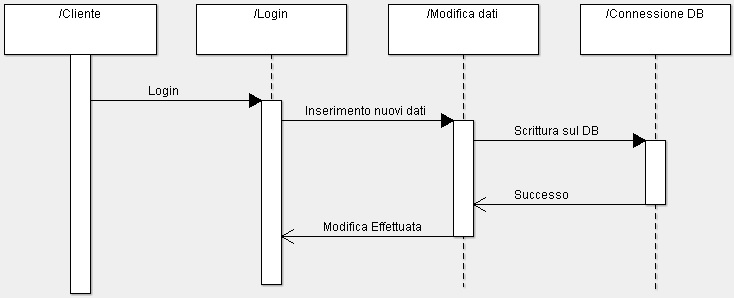 /Cliente
/Login
/Modifica dati
/Connessione DB
Login
Inserimento nuovi dati
Scrittura sul DB
Successo
Modifica Effettuata